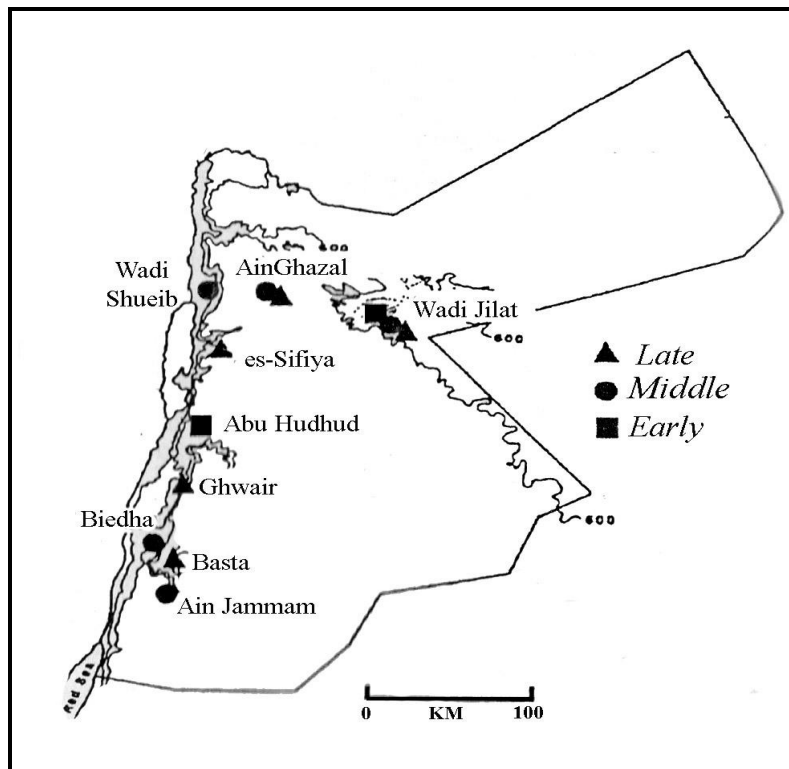 600
Wadi
Shueib
AinGhazal
Wadi Jilat
600
es-Sifiya
Late
Middle
Early
Abu Hudhud
Ghwair
Biedha
600
Basta
Ain Jammam
Red Sea
0 KM 100